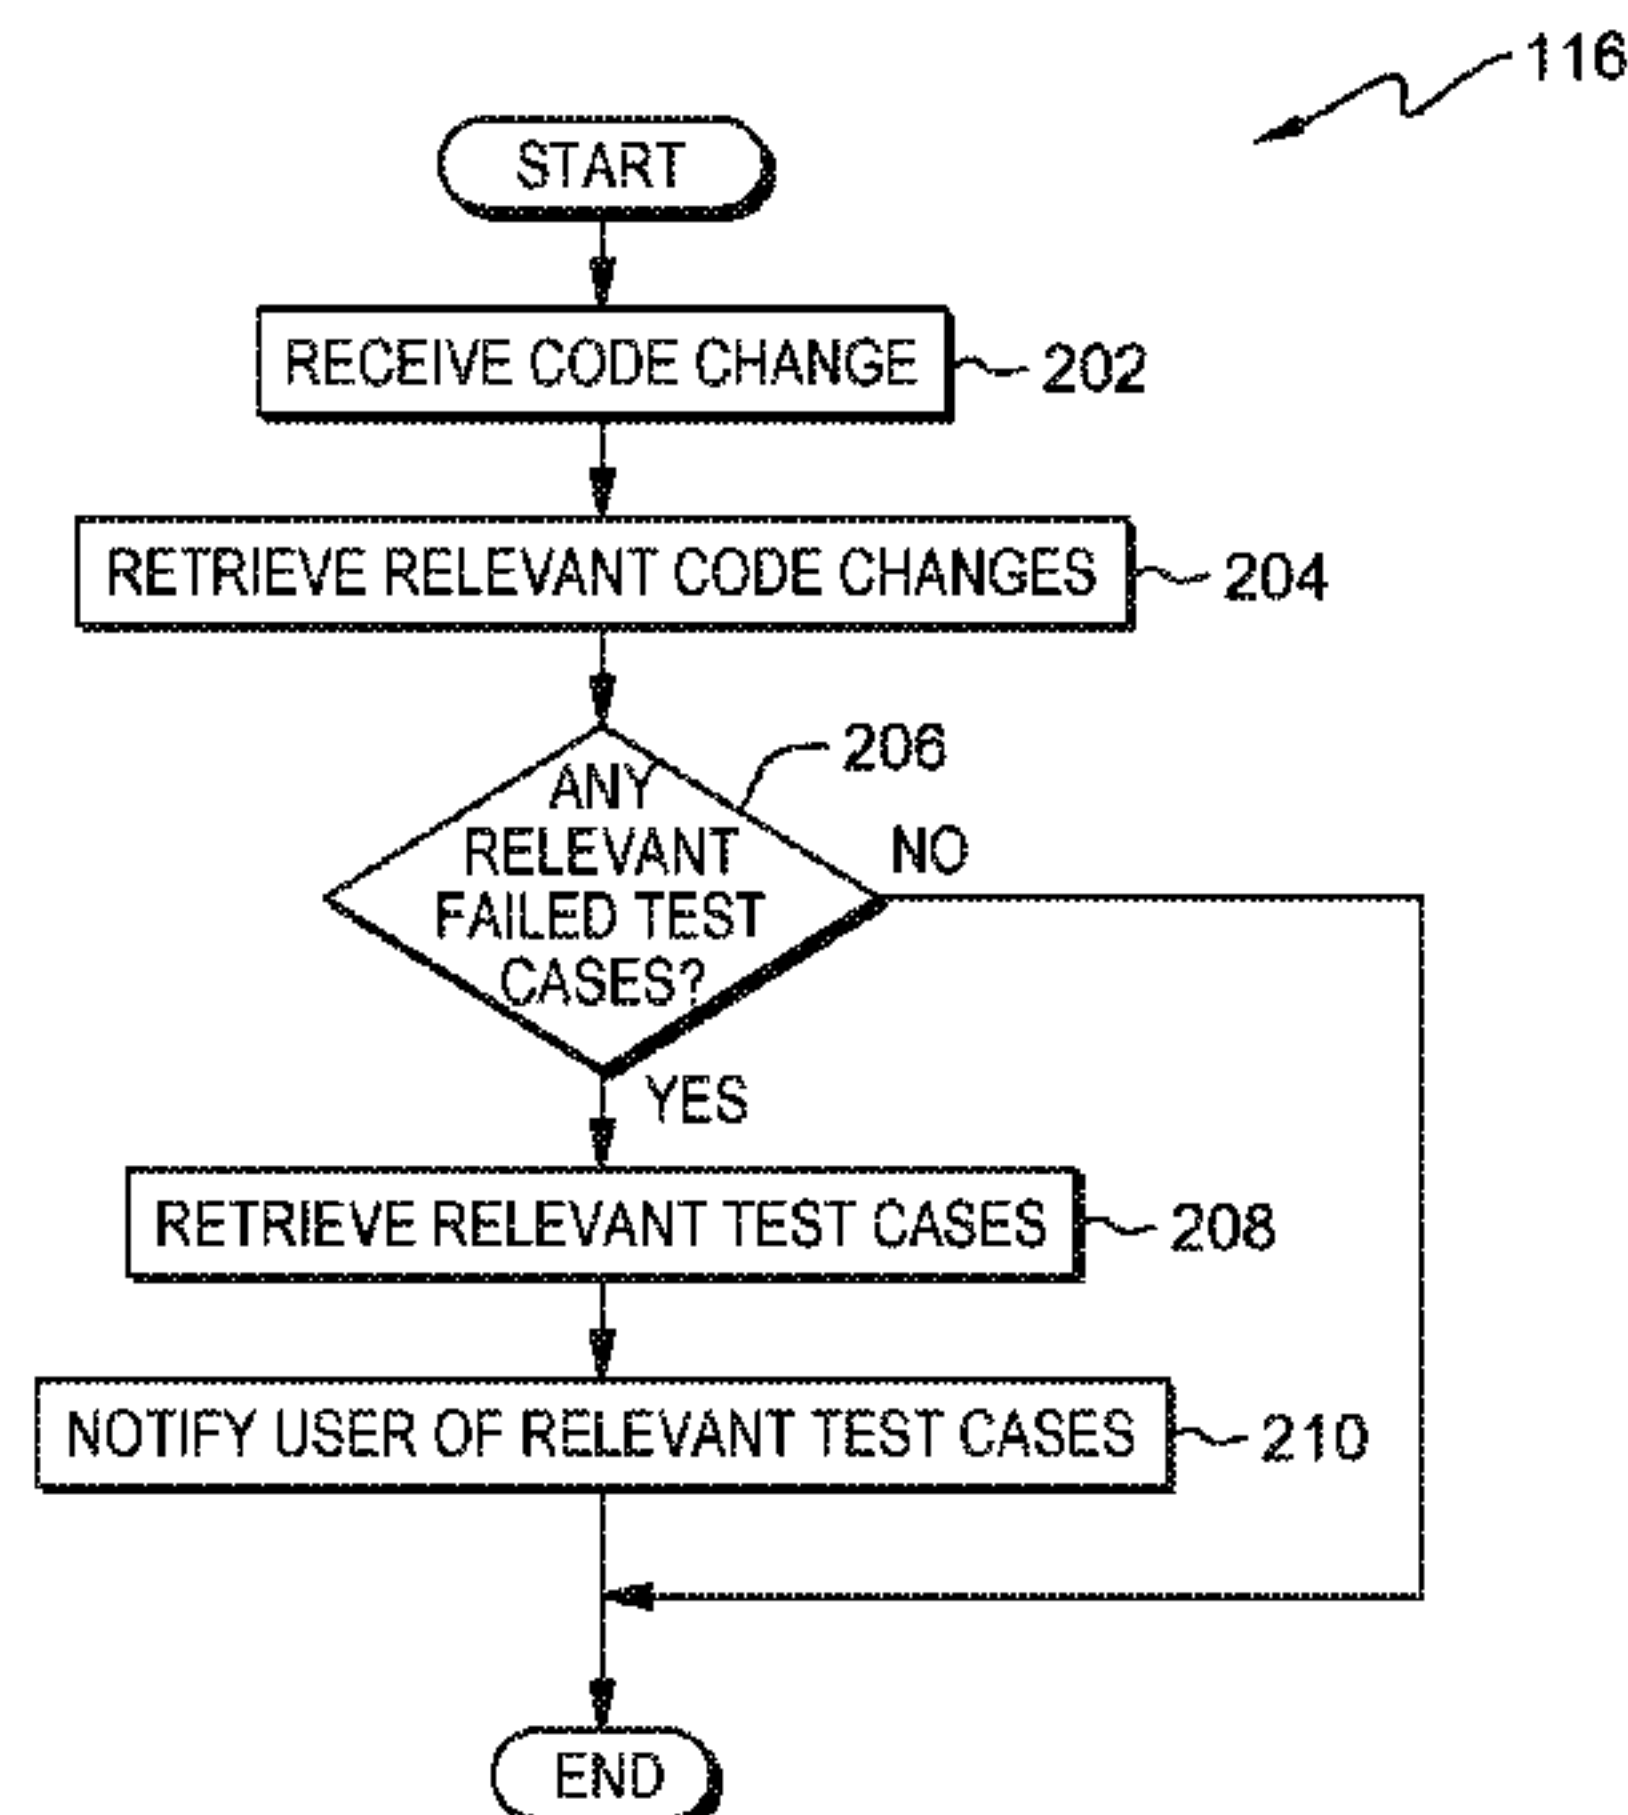 116
START
RECEIVE CODE CHANGE
202
RETRIEVE RELEVANT CODE CHANGES
204
206
ANY
RELEVANT
FAILED TEST
CASES?
NO
YES
RETRIEVE RELEVANT TEST CASES
208
NOTIFY USER OF RELEVANT TEST CASES
210
END